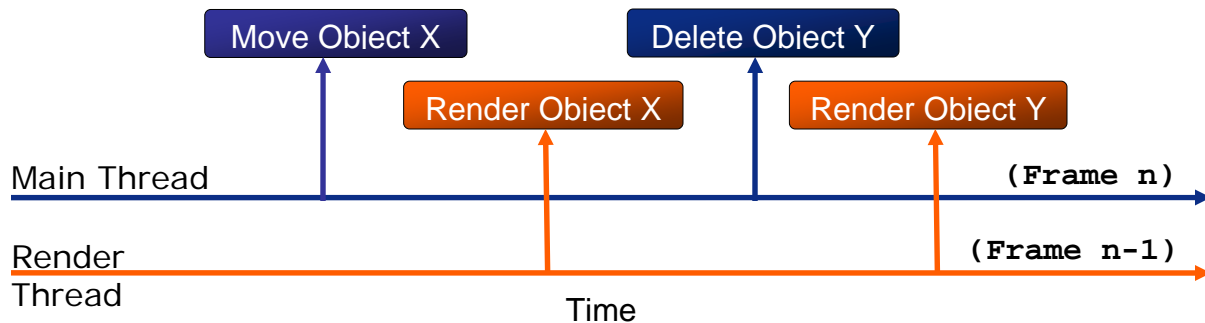 Move Object X
Delete Object Y
Render Object X
Render Object Y
Main Thread
(Frame n)
Render
Thread
(Frame n-1)
Time